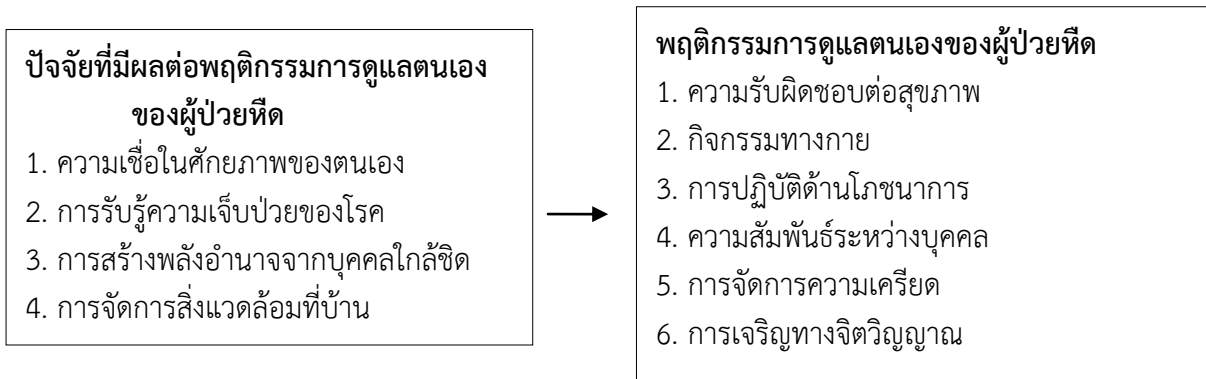 ปัจจัยที่มีผลต่อพฤติกรรมการดูแลตนเอง
ของผู้ป่วยหืด
1. ความเชื่อในศักยภาพของตนเอง
2. การรับรู้ความเจ็บป่วยของโรค
3. การสร้างพลังอำนาจจากบุคคลใกล้ชิด
4. การจัดการสิ่งแวดล้อมที่บ้าน
พฤติกรรมการดูแลตนเองของผู้ป่วยหืด
1. ความรับผิดชอบต่อสุขภาพ
2. กิจกรรมทางกาย
3. การปฏิบัติด้านโภชนาการ
4. ความสัมพันธ์ระหว่างบุคคล
5. การจัดการความเครียด
6. การเจริญทางจิตวิญญาณ